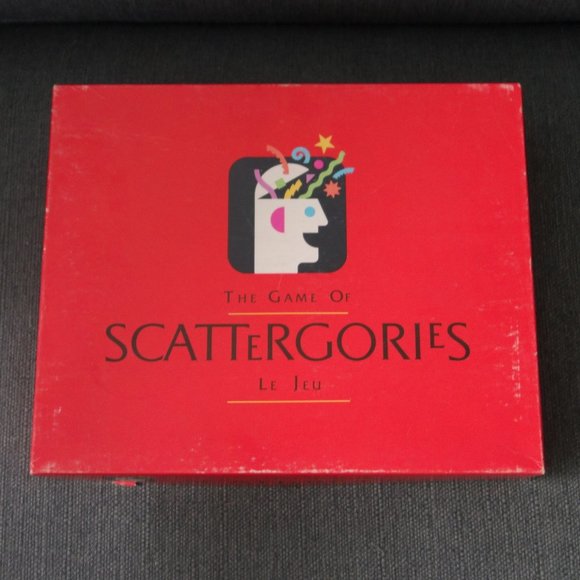 THE GAME OF
SCATTeRGORIeS
LE JEU